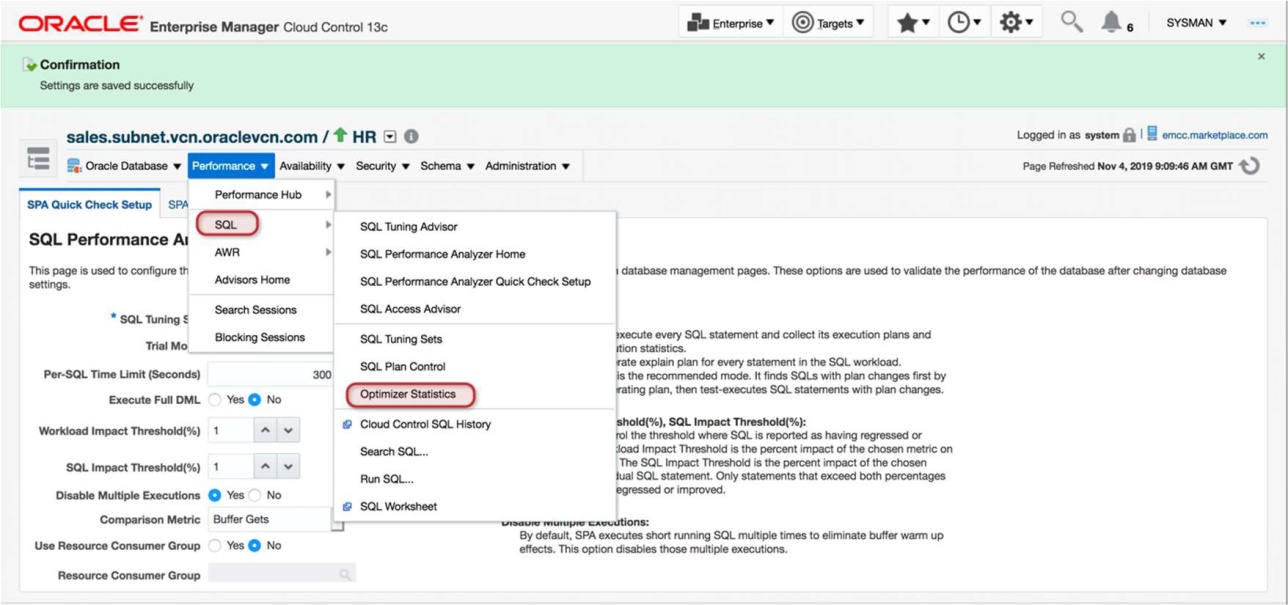 ORACLE Enterprise Manager Cloud Control 13c
Enterprise
Targets
6
SYSMAN
Confirmation
Settings are saved successfully
sales.subnet.vcn.oraclevcn.com / HR
Logged in as system
emcc.marketplace.com
Oracle Database
Performance
Availability
Security
Schema
Administration
Page Refreshed Nov 4, 2019 9:09:46 AM GMT
SPA Quick Check Setup
SPA
Performance Hub
SQL
AWR
Advisors Home
Search Sessions
Blocking Sessions
SQL Tuning Advisor
SQL Performance Analyzer Home
SQL Performance Analyzer Quick Check Setup
SQL Access Advisor
SQL Tuning Sets
SQL Plan Control
Optimizer Statistics
Cloud Control SQL History
Search SQL...
Run SQL...
SQL Worksheet
SQL Performance
This page is used to configure
database management pages. These options are used to validate the performance of the database after changing database
settings.
* SQL Tuning
Trial
Per-SQL Time Limit (Seconds) 300
Execute Full DML Yes No
Workload Impact Threshold(%) 1
SQL Impact Threshold(%) 1
Disable Multiple Executions Yes No
Comparison Metric Buffer Gets
Use Resource Consumer Group Yes No
Resource Consumer Group
execute every SQL statement and collect its execution plans and
statistics.
explain plan for every statement in the SQL workload.
is the recommended mode. It finds SQLs with plan changes first by
plan, then test-executes SQL statements with plan changes.
SQL Impact Threshold(%):
the threshold where SQL is reported as having regressed or
Impact Threshold is the percent impact of the chosen metric on
The SQL Impact Threshold is the percent impact of the chosen
SQL statement. Only statements that exceed both percentages
regressed or improved.
Disable Multiple Executions:
By default, SPA executes short running SQL multiple times to eliminate buffer warm up
effects. This option disables those multiple executions.